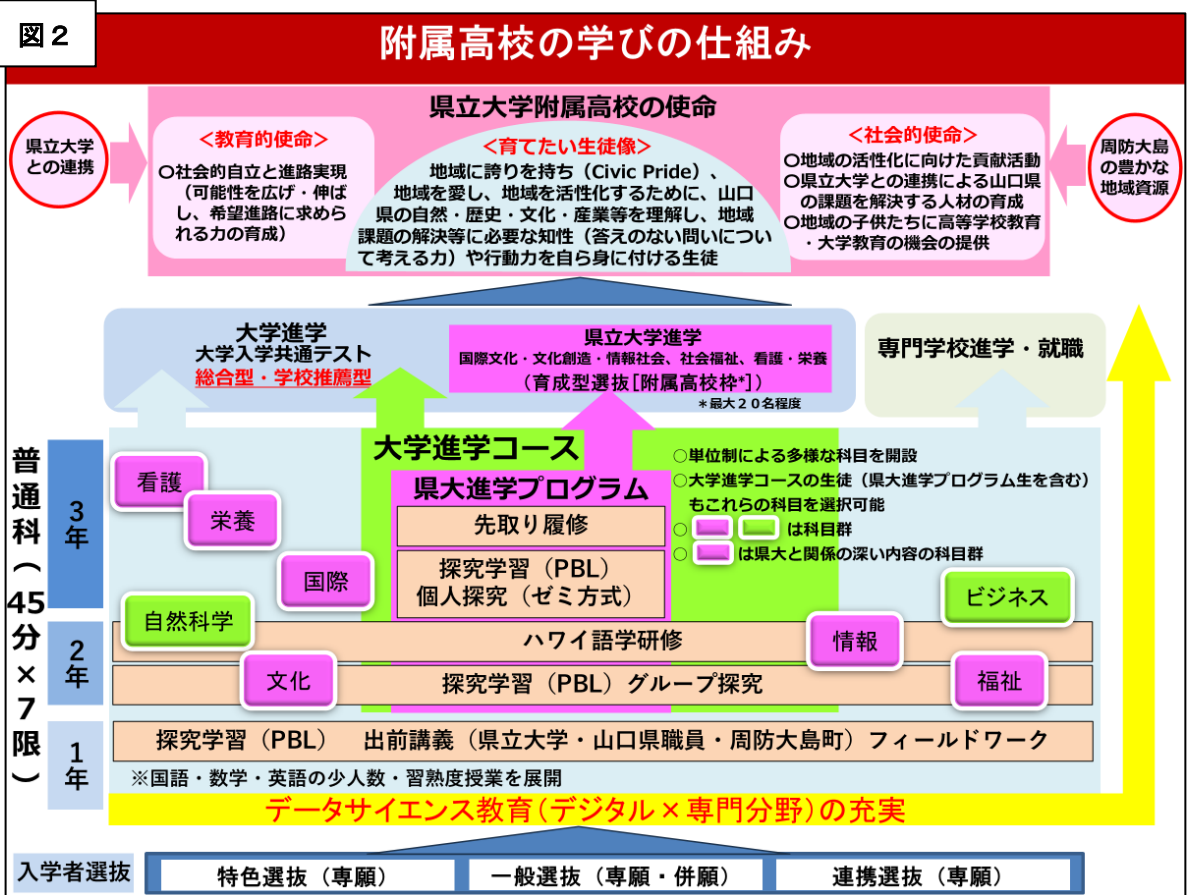 図2
附属高校の学びの仕組み
県立大学附属高校の使命
県立大学
との連携
＜教育的使命＞
○社会的自立と進路実現
（可能性を広げ・伸ば
し、希望進路に求めら
れる力の育成）
＜育てたい生徒像＞
地域に誇りを持ち（Civic Pride）、
地域を愛し、地域を活性化するために、山口
県の自然・歴史・文化・産業等を理解し、地域
課題の解決等に必要な知性（答えのない問いについ
て考える力）や行動力を自ら身に付ける生徒
＜社会的使命＞
○地域の活性化に向けた貢献活動
○県立大学との連携による山口県
の課題を解決する人材の育成
○地域の子供たちに高等学校教育
・大学教育の機会の提供
周防大島
の豊かな
地域資源
大学進学
大学入学共通テスト
総合型・学校推薦型
県立大学進学
国際文化・文化創造・情報社会、社会福祉、看護・栄養
（育成型選抜[附属高校枠*]）
＊最大２０名程度
専門学校進学・就職
普通科（45分×7限）
3年
2年
1年
大学進学コース
県大進学プログラム
先取り履修
探究学習（PBL）
個人探究（ゼミ方式）
○単位制による多様な科目を開設
○大学進学コースの生徒（県大進学プログラム生を含む）
もこれらの科目を選択可能
○ は科目群
○ は県大と関係の深い内容の科目群
看護
栄養
国際
自然科学
ビジネス
ハワイ語学研修
情報
文化
探究学習（PBL）グループ探究
福祉
探究学習（PBL） 出前講義（県立大学・山口県職員・周防大島町）フィールドワーク
※国語・数学・英語の少人数・習熟度授業を展開
データサイエンス教育（デジタル×専門分野）の充実
入学者選抜
特色選抜（専願）
一般選抜（専願・併願）
連携選抜（専願）